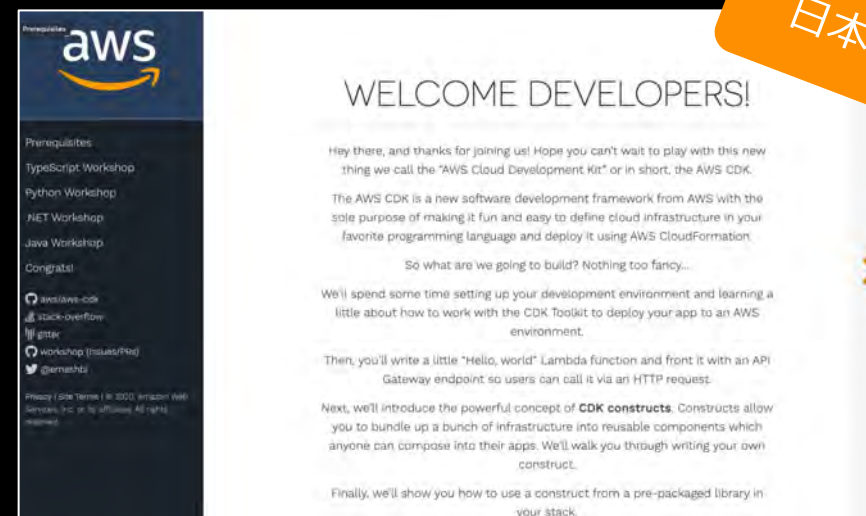 Prerequisites
aws
Prerequisites
TypeScript Workshop
Python Workshop
.NET Workshop
Java Workshop
Congrats!
aws/aws-cdk
stack-overflow
gitter
workshop (Issues/PRs)
@emeshbi
Privacy | Site Terms | © 2020, Amazon Web
Services, Inc. or its affiliates. All rights
reserved.
WELCOME DEVELOPERS!
Hey there, and thanks for joining us! Hope you can't wait to play with this new
thing we call the "AWS Cloud Development Kit" or in short, the AWS CDK.
The AWS CDK is a new software development framework from AWS with the
sole purpose of making it fun and easy to define cloud infrastructure in your
favorite programming language and deploy it using AWS CloudFormation.
So what are we going to build? Nothing too fancy...
We'll spend some time setting up your development environment and learning a
little about how to work with the CDK Toolkit to deploy your app to an AWS
environment.
Then, you'll write a little "Hello, world" Lambda function and front it with an API
Gateway endpoint so users can call it via an HTTP request.
Next, we'll introduce the powerful concept of CDK constructs. Constructs allow
you to bundle up a bunch of infrastructure into reusable components which
anyone can compose into their apps. We'll walk you through writing your own
construct.
Finally, we'll show you how to use a construct from a pre-packaged library in
your stack.
日本